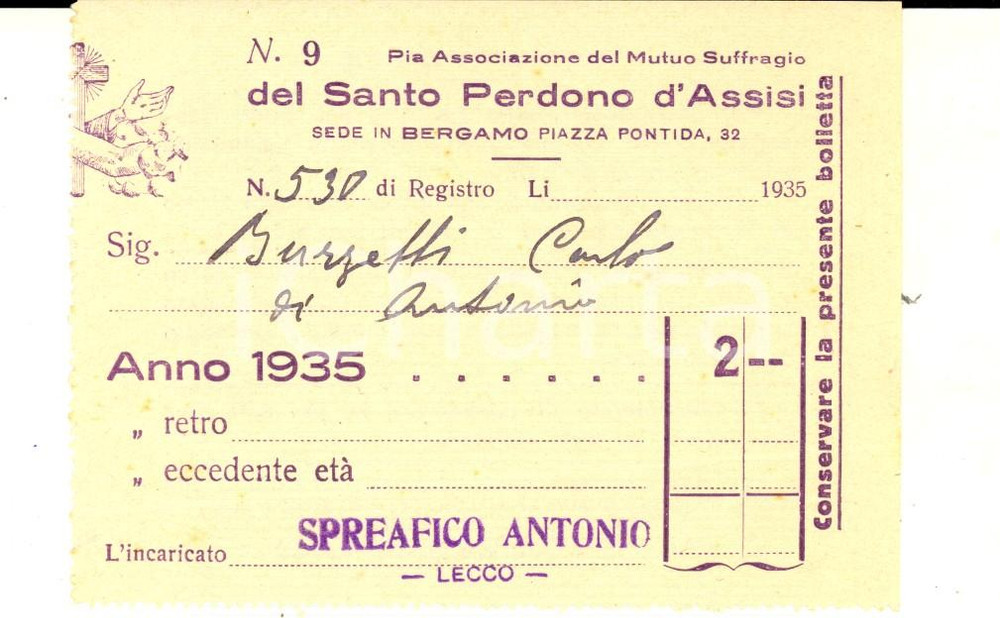 N. 9 Pia Associazione del Mutuo Suffragio
del Santo Perdono d'Assisi
SEDE IN BERGAMO PIAZZA PONTIDA, 32
N. 530 di Registro Li 1935
Sig. Burzetti Carlo
di Antonio
Anno 1935 . . . . . . 2--
„ retro
„ eccedente età
L'incaricato SPREAFICO ANTONIO
— LECCO —
Conservare la presente bolletta